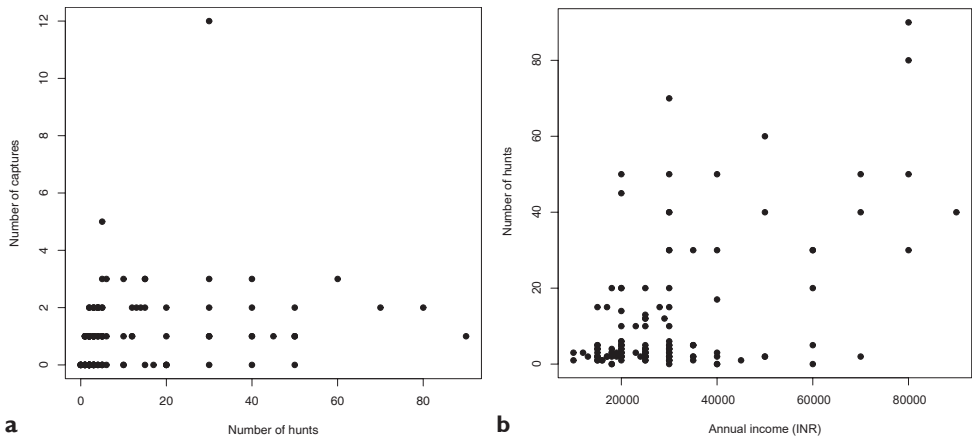 Number of captures
12
10
8
6
4
2
0
0 20 40 60 80
Number of hunts
a
Number of hunts
80
60
40
20
0
20000 40000 60000 80000
Annual income (INR)
b